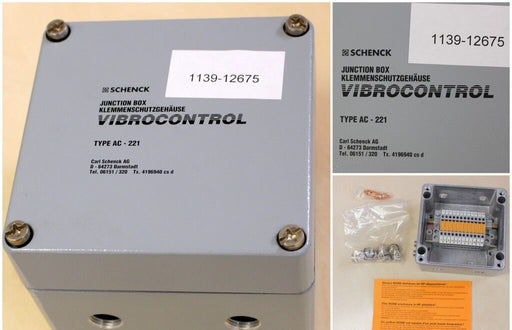 1139-12675
SCHENCK
JUNCTION BOX
KLEMMENSCHUTZGEHÄUSE
VIBROCONTROL
TYPE AC - 221
Carl Schenck AG
D - 64273 Darmstadt
Tel. 06151 / 320 Tx. 4196940 cs d
1139-12675
SCHENCK
JUNCTION BOX
KLEMMENSCHUTZGEHÄUSE
VIBROCONTROL
TYPE AC - 221
Carl Schenck AG
D - 64273 Darmstadt
Tel. 06151 / 320 Tx. 4196940 cs d